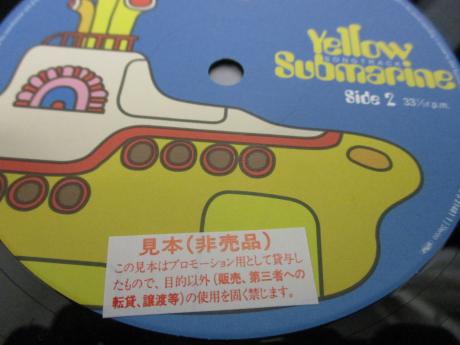 Yellow
SONGTRACK
Submarine
Side 2 33⅓ r.p.m.
見本(非売品)
この見本はプロモーション用として貸与し
たもので、目的以外(販売、第三者への
転貸、譲渡等)の使用を固く禁じます。